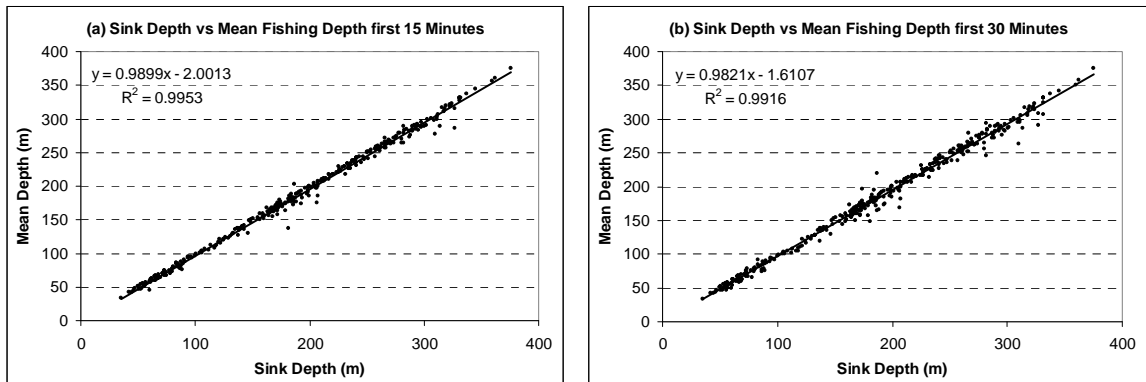 (a) Sink Depth vs Mean Fishing Depth first 15 Minutes
y = 0.9899x - 2.0013
R² = 0.9953
400
350
300
250
200
150
100
50
0
Mean Depth (m)
0 100 200 300 400
Sink Depth (m)
(b) Sink Depth vs Mean Fishing Depth first 30 Minutes
y = 0.9821x - 1.6107
R² = 0.9916
400
350
300
250
200
150
100
50
0
Mean Depth (m)
0 100 200 300 400
Sink Depth (m)